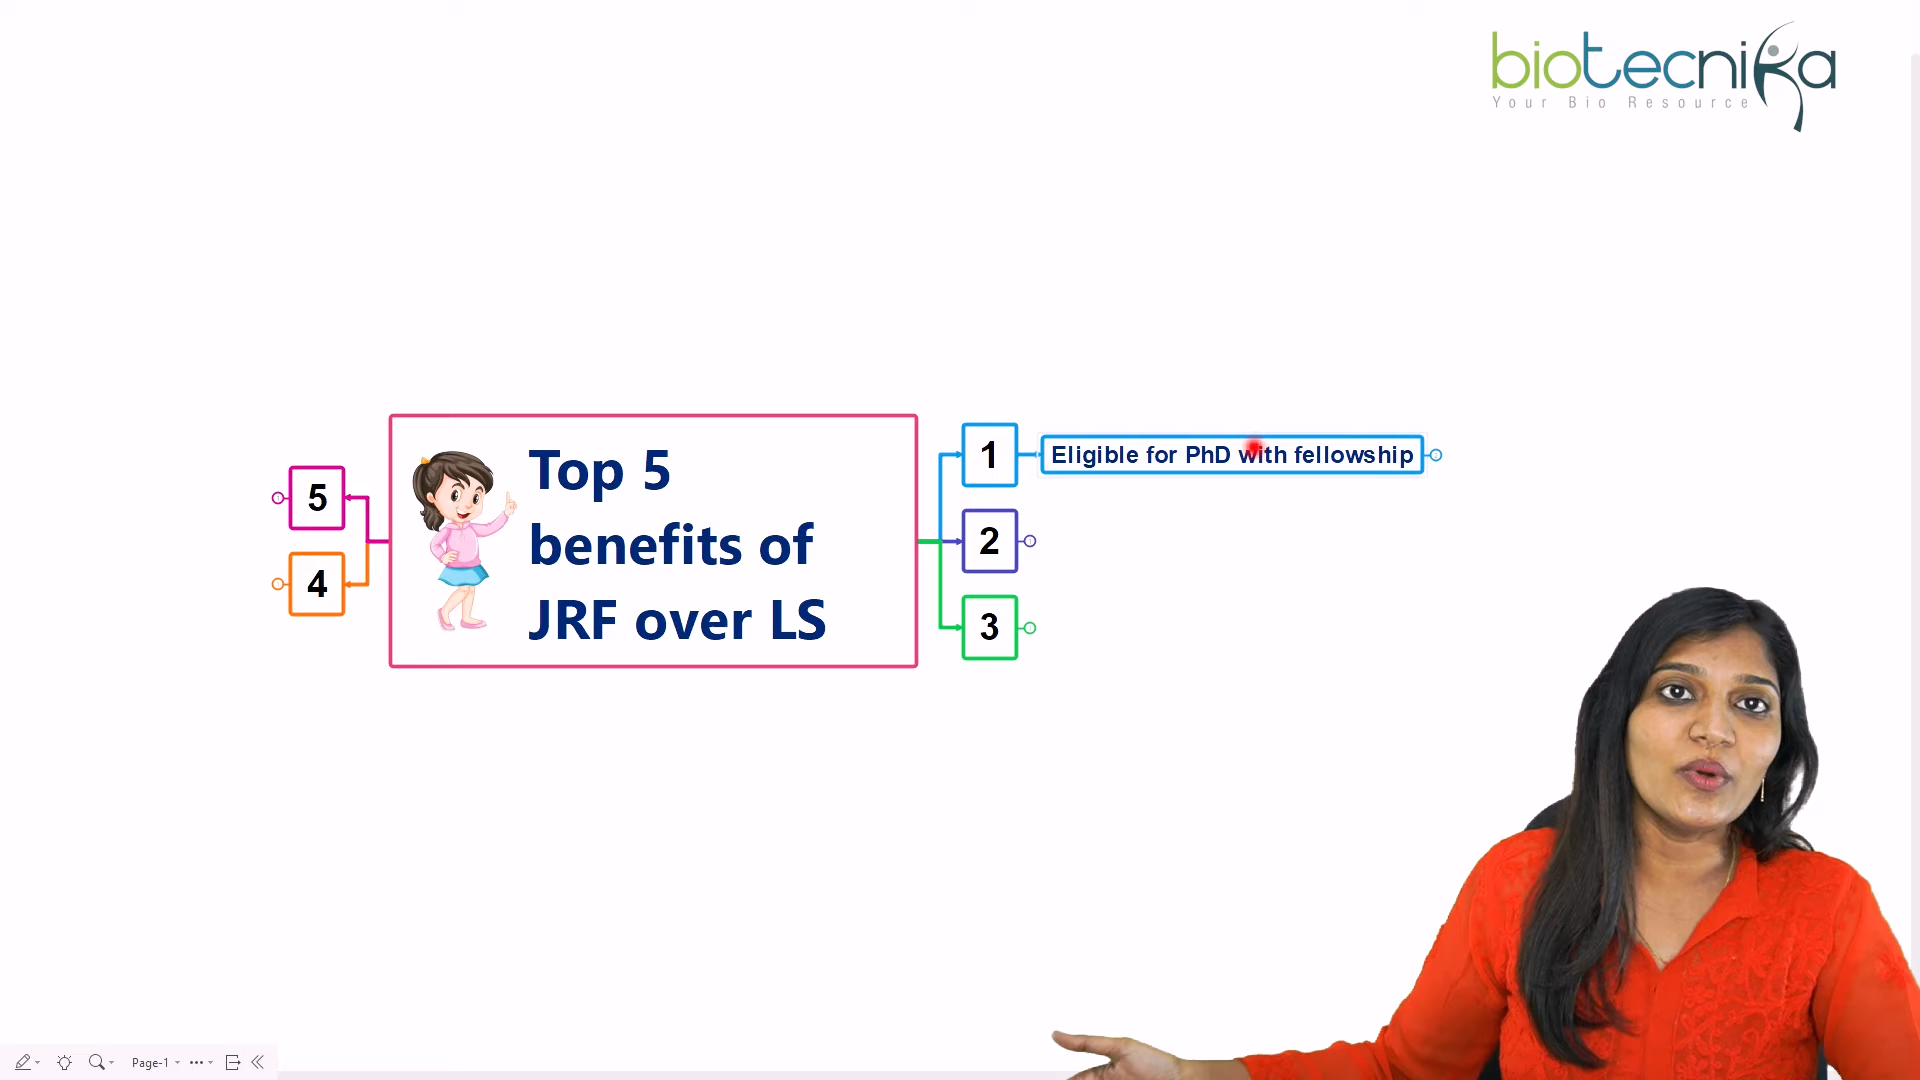 biotecnika
Your Bio Resource
Top 5
benefits of
JRF over LS
1
Eligible for PhD with fellowship
2
3
5
4
Page-1